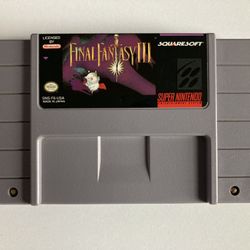 LICENSED BY
Nintendo
FINAL FANTASY III
SQUARESOFT
SNS-F6-USA
MADE IN JAPAN
SUPER NINTENDO
ENTERTAINMENT SYSTEM